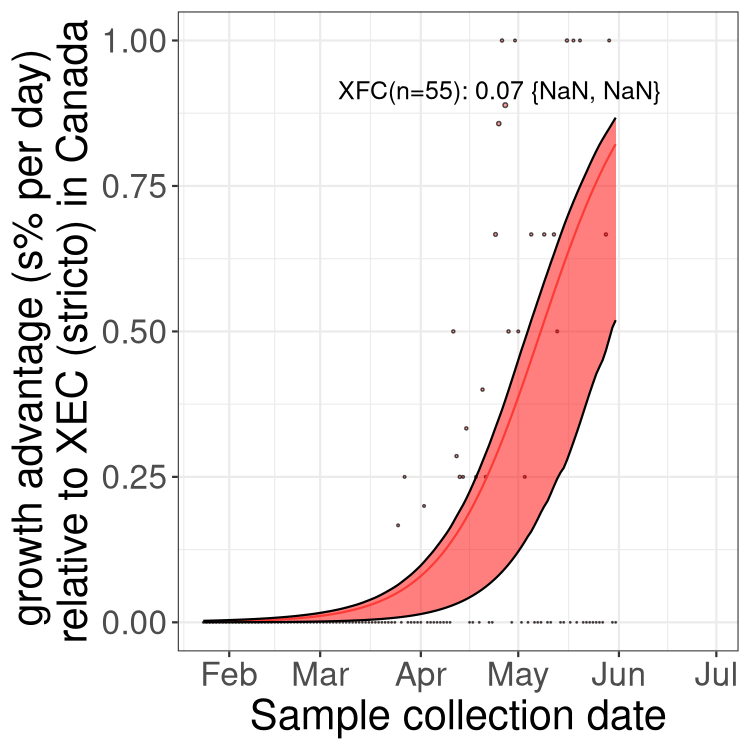 growth advantage (s% per day)
relative to XEC (stricto) in Canada
1.00
XFC(n=55): 0.07 {NaN, NaN}
0.75
0.50
0.25
0.00
Feb Mar Apr May Jun Jul
Sample collection date